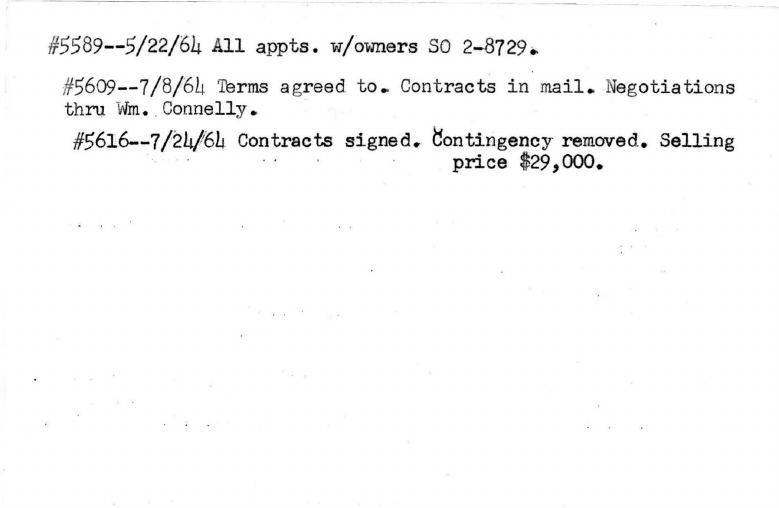 #5589--5/22/64 All appts. w/owners SO 2-8729.
#5609--7/8/64 Terms agreed to. Contracts in mail. Negotiations
thru Wm. Connelly.
#5616--7/24/64 Contracts signed. Contingency removed. Selling
price $29,000.